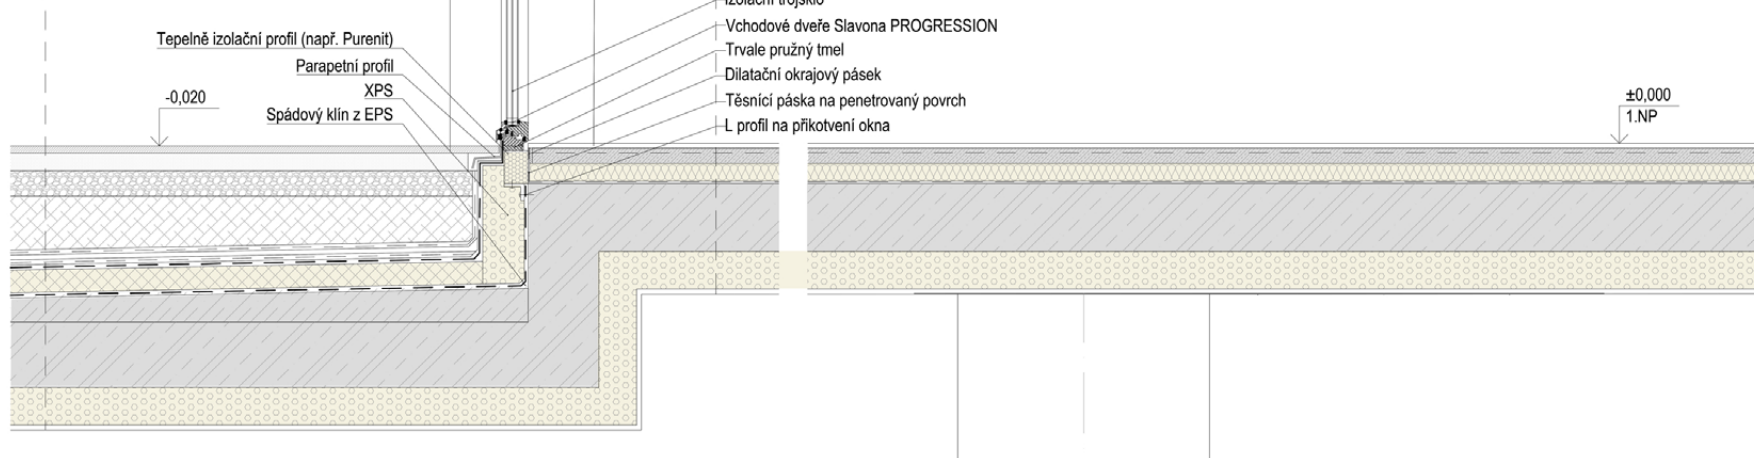 Izolační trojsklo
Vchodové dveře Slavona PROGRESSION
Trvale pružný tmel
Dilatační okrajový pásek
Těsnící páska na penetrovaný povrch
L profil na přikotvení okna
Tepelně izolační profil (např. Purenit)
Parapetní profil
XPS
Spádový klín z EPS
-0,020
±0,000
1.NP